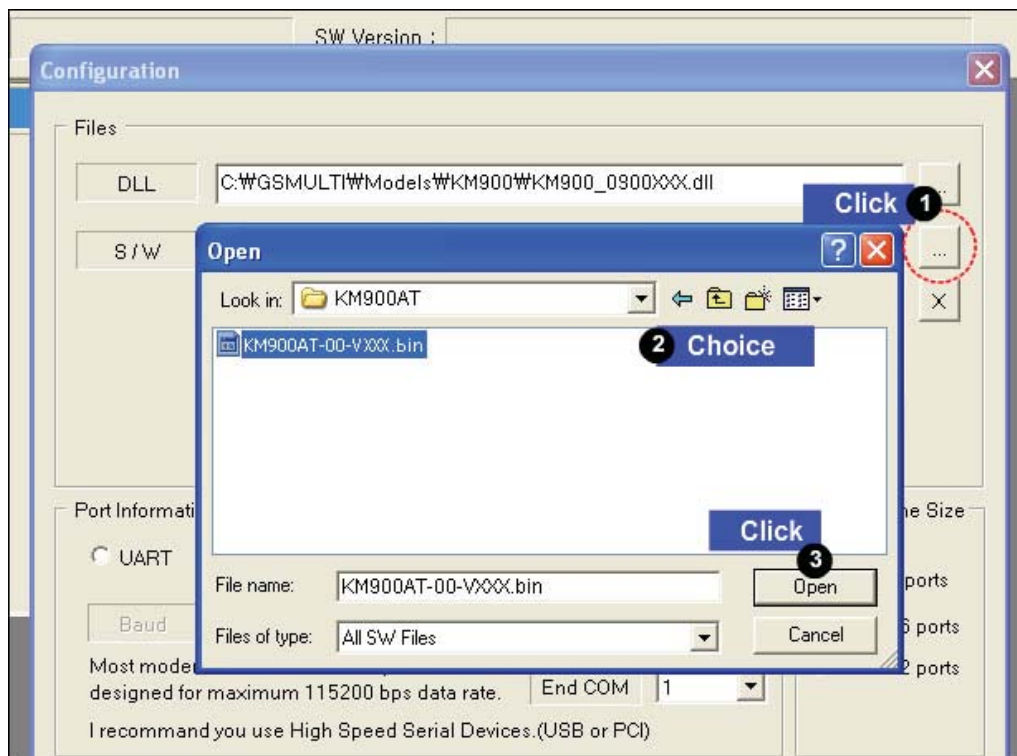 SW Version :
Configuration
Files
DLL
C:₩GSMULTI₩Models₩KM900₩KM900_0900XXX.dll
...
Click 1
S/W
...
Open
Look in: KM900AT
X
KM900AT-00-VXXX.bin
2 Choice
Port Informati
ne Size
Click
UART
3
File name: KM900AT-00-VXXX.bin
Open
ports
Baud
Files of type: All SW Files
Cancel
6 ports
Most moder
2 ports
designed for maximum 115200 bps data rate.
End COM 1
I recommand you use High Speed Serial Devices.(USB or PCI)